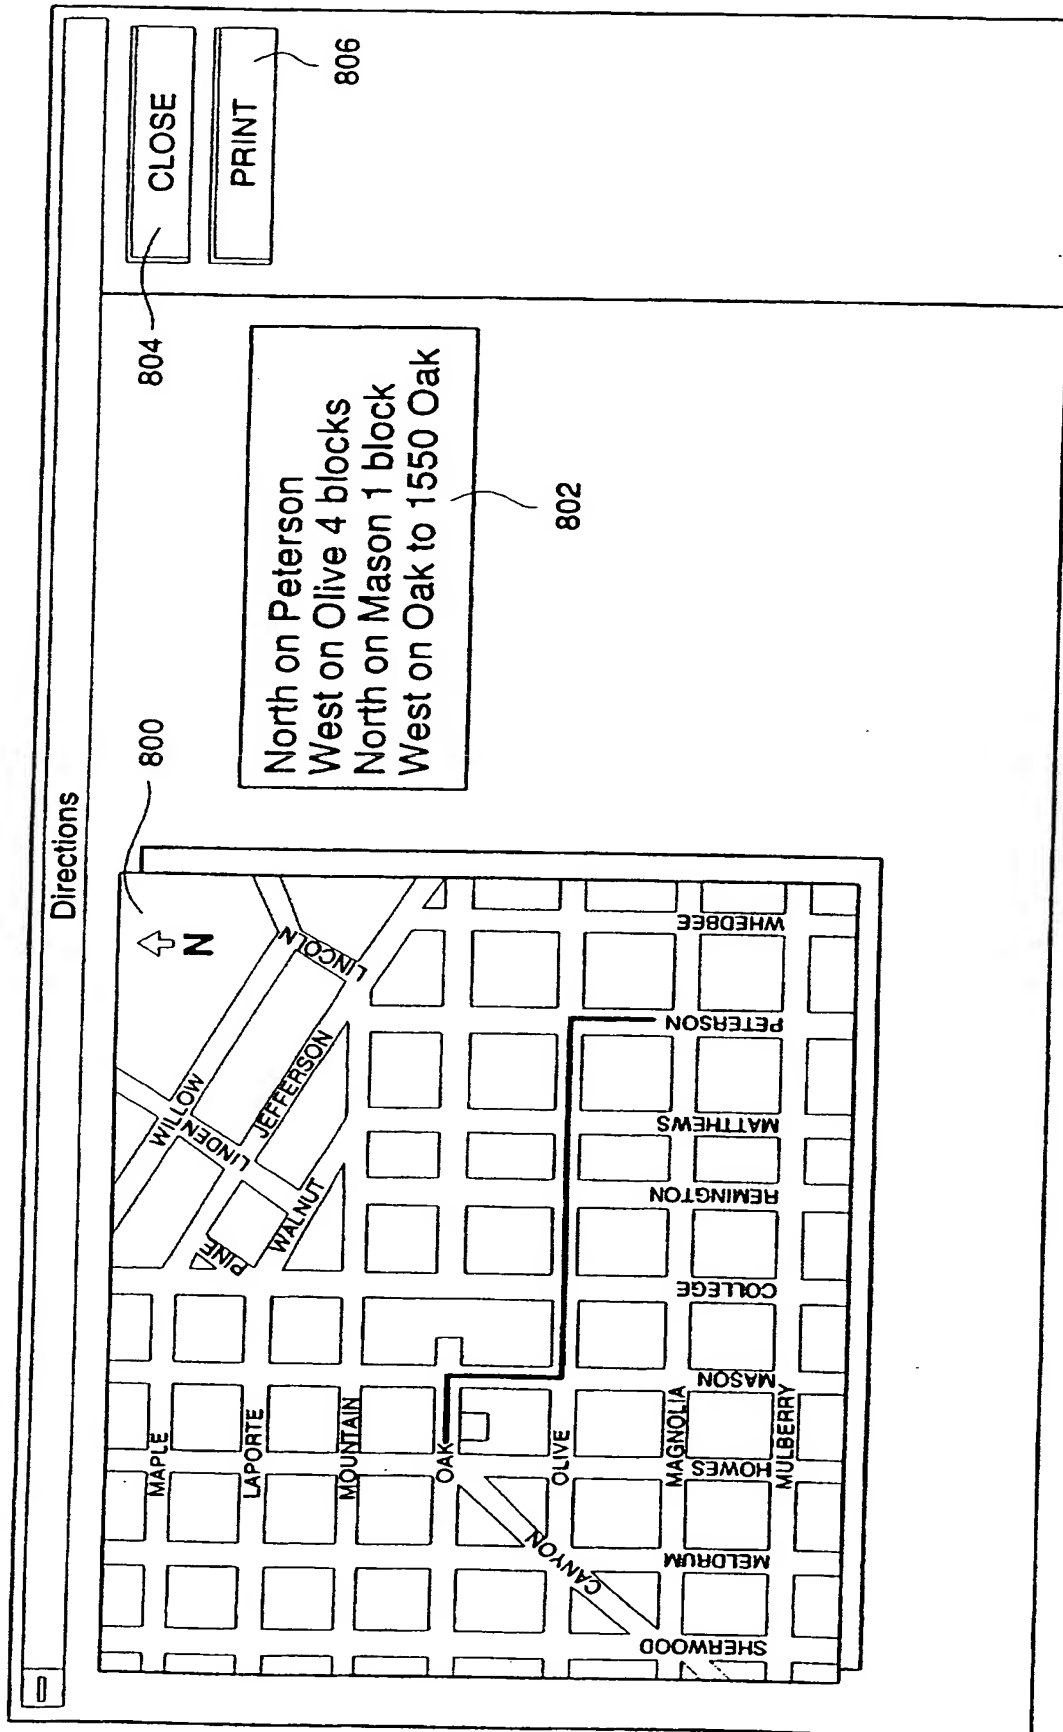 Directions
800
N
WILLOW
LINCOLN
LINDEN
JEFFERSON
PINE
WALNUT
MAPLE
LAPORTE
MOUNTAIN
OAK
OLIVE
CANYON
MAGNOLIA
MULBERRY
SHERWOOD
MELDRUM
HOWES
MASON
COLLEGE
REMINGTON
MATTHEWS
PETERSON
WHEDBEE
North on Peterson
West on Olive 4 blocks
North on Mason 1 block
West on Oak to 1550 Oak
802
804
CLOSE
PRINT
806